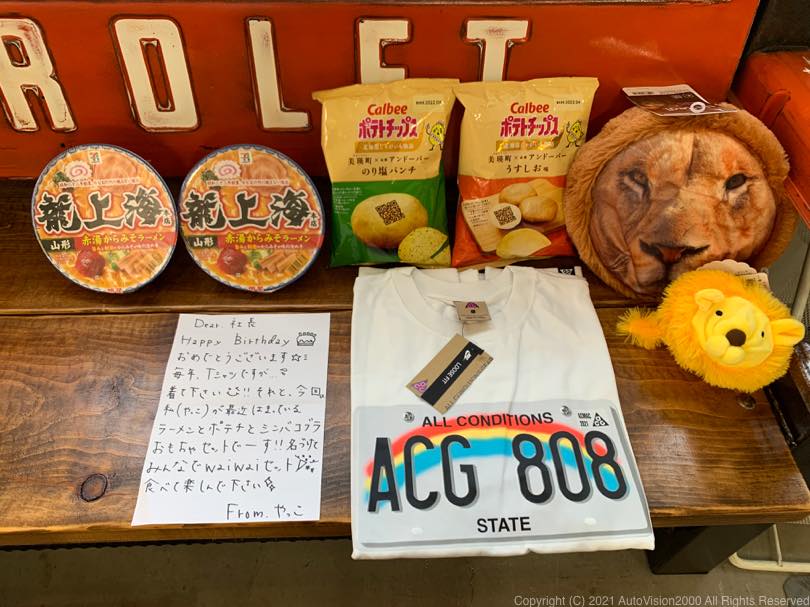 ROLET
龍上海
本店
山形
赤湯からみそラーメン
龍上海
本店
山形
赤湯からみそラーメン
Calbee
ポテトチップス
美瑛町×アンドーバー
のり塩パンチ
Calbee
ポテトチップス
美瑛町×アンドーバー
うすしお味
Dear. 社長
Happy Birthday
おめでとうございます
毎年、Tシャツですが…
着て下さい!! それと、今回、
私(やっこ)が最近はまっている
ラーメンとポテチとシンバコブラ
おもちゃセットでーす!! 名づけて
みんなでwaiwaiセット
食べて楽しんで下さい
From. やっこ
LOOSE FIT
ALL CONDITIONS
ACG 808
STATE
Copyright (C) 2021 AutoVision2000 All Right Reserved.